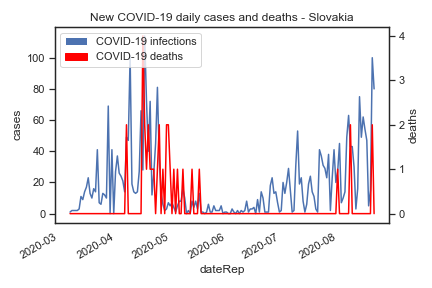 New COVID-19 daily cases and deaths - Slovakia
COVID-19 infections
COVID-19 deaths
cases
100
80
60
40
20
0
deaths
4
3
2
1
0
2020-03
2020-04
2020-05
2020-06
2020-07
2020-08
dateRep